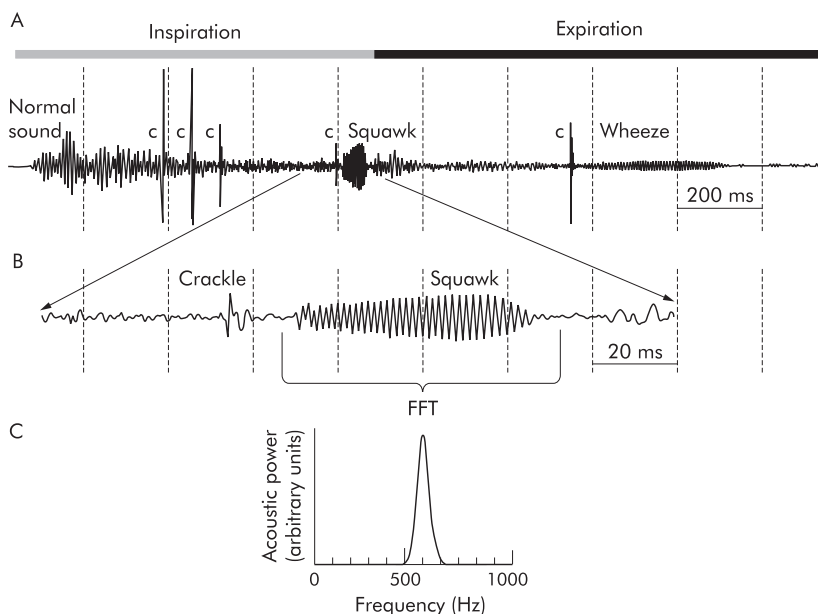 A
Inspiration Expiration
Normal
sound c c c c Squawk c Wheeze
200 ms
B
Crackle Squawk
20 ms
FFT
C
Acoustic power
(arbitrary units)
0 500 1000
Frequency (Hz)